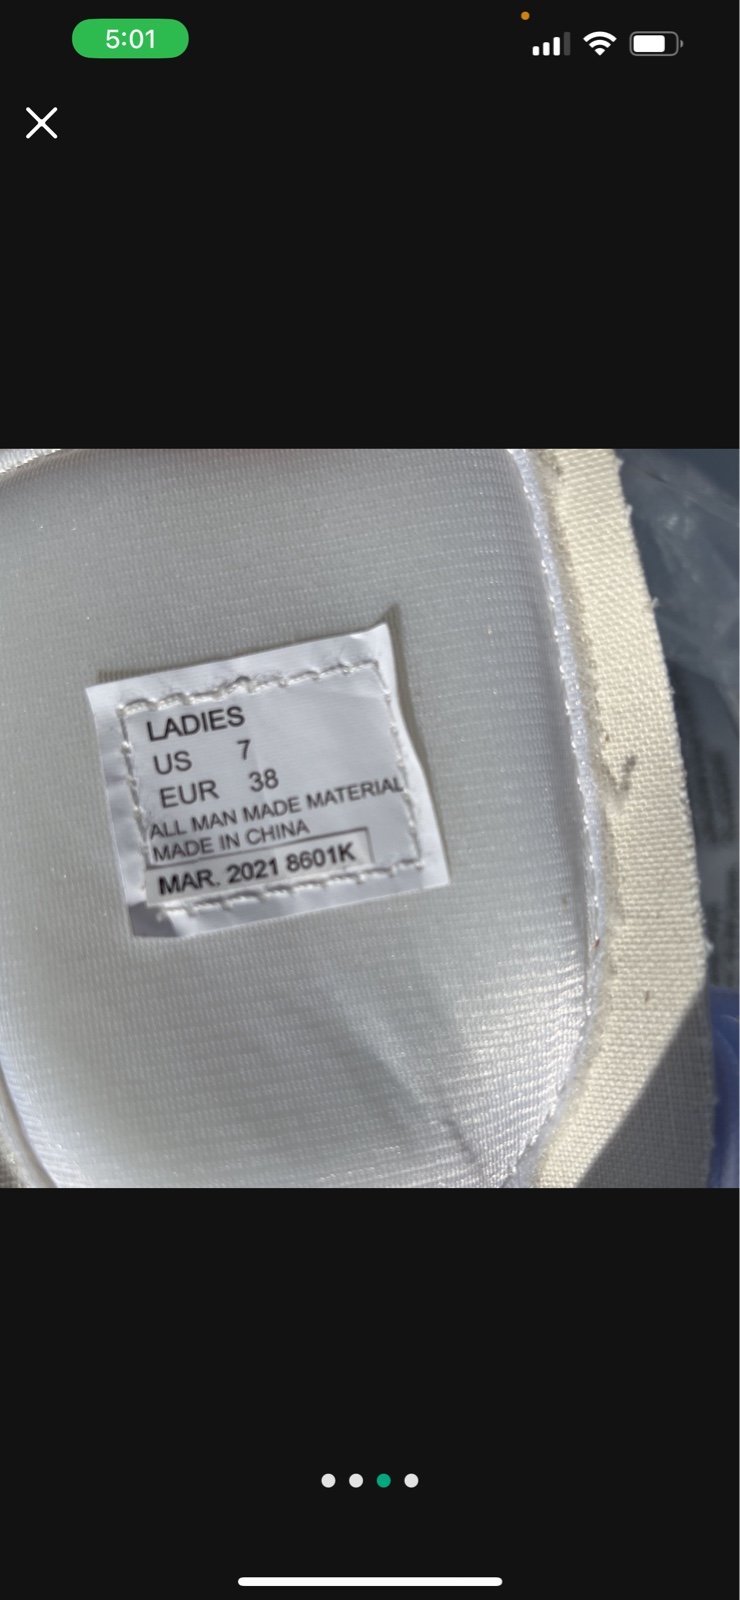 5:01
LADIES
US 7
EUR 38
ALL MAN MADE MATERIAL
MADE IN CHINA
MAR. 2021 8601K